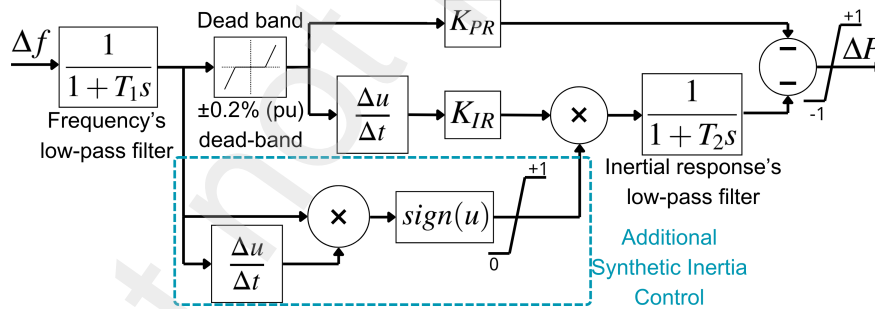 Δf
1
1 + T₁s
Frequency's
low-pass filter
Dead band
±0.2% (pu)
dead-band
K_PR
Δu
Δt
K_IR
×
1
1 + T₂s
Inertial response's
low-pass filter
−
−
+1
-1
×
sign(u)
+1
0
Δu
Δt
Additional
Synthetic Inertia
Control
not